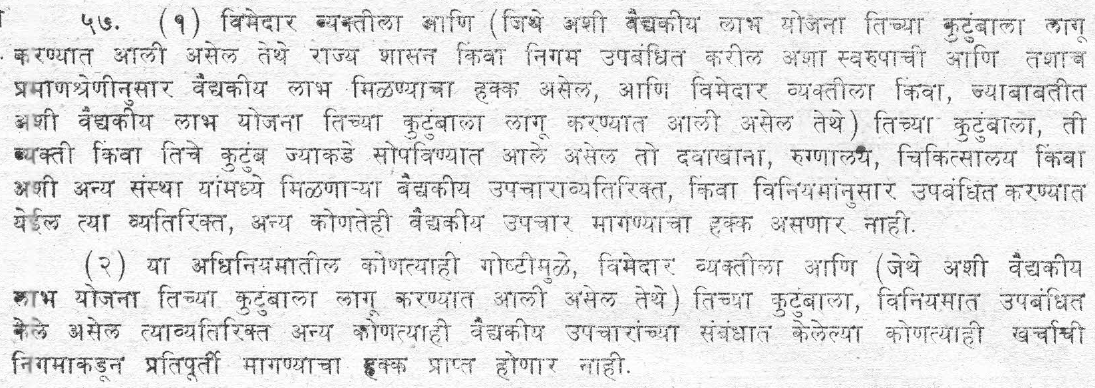 ५७. (१) विमेदार व्यक्तीला आणि (जिथे अशी वैद्यकीय लाभ योजना तिच्या कुटुंबाला लागू
करण्यात आली असेल तेथे राज्य शासन किंवा निगम उपबंधित करील अशा स्वरुपाची आणि तशाच
प्रमाणश्रेणीनुसार वैद्यकीय लाभ मिळण्याचा हक्क असेल, आणि विमेदार व्यक्तीला किंवा, ज्याबाबतीत
अशी वैद्यकीय लाभ योजना तिच्या कुटुंबाला लागू करण्यात आली असेल तेथे) तिच्या कुटुंबाला, ती
व्यक्ती किंवा तिचे कुटुंब ज्याकडे सोपविण्यात आले असेल तो दवाखाना, रुग्णालय, चिकित्सालय किंवा
अशी अन्य संस्था यांमध्ये मिळणाऱ्या वैद्यकीय उपचाराव्यतिरिक्त, किंवा विनियमांनुसार उपबंधित करण्यात
येईल त्या व्यतिरिक्त, अन्य कोणतेही वैद्यकीय उपचार मागण्याचा हक्क असणार नाही.
(२) या अधिनियमातील कोणत्याही गोष्टीमुळे, विमेदार व्यक्तीला आणि (जेथे अशी वैद्यकीय
लाभ योजना तिच्या कुटुंबाला लागू करण्यात आली असेल तेथे) तिच्या कुटुंबाला, विनियमात उपबंधित
केले असेल त्याव्यतिरिक्त अन्य कोणत्याही वैद्यकीय उपचारांच्या संबंधात केलेल्या कोणत्याही खर्चाची
निगमाकडून प्रतिपूर्ती मागण्याचा हक्क प्राप्त होणार नाही.